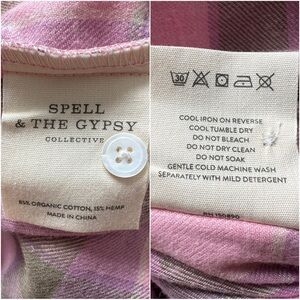 SPELL
& THE GYPSY
COLLECTIVE
85% ORGANIC COTTON, 15% HEMP
MADE IN CHINA
30
COOL IRON ON REVERSE
COOL TUMBLE DRY
DO NOT BLEACH
DO NOT DRY CLEAN
DO NOT SOAK
GENTLE COLD MACHINE WASH
SEPARATELY WITH MILD DETERGENT